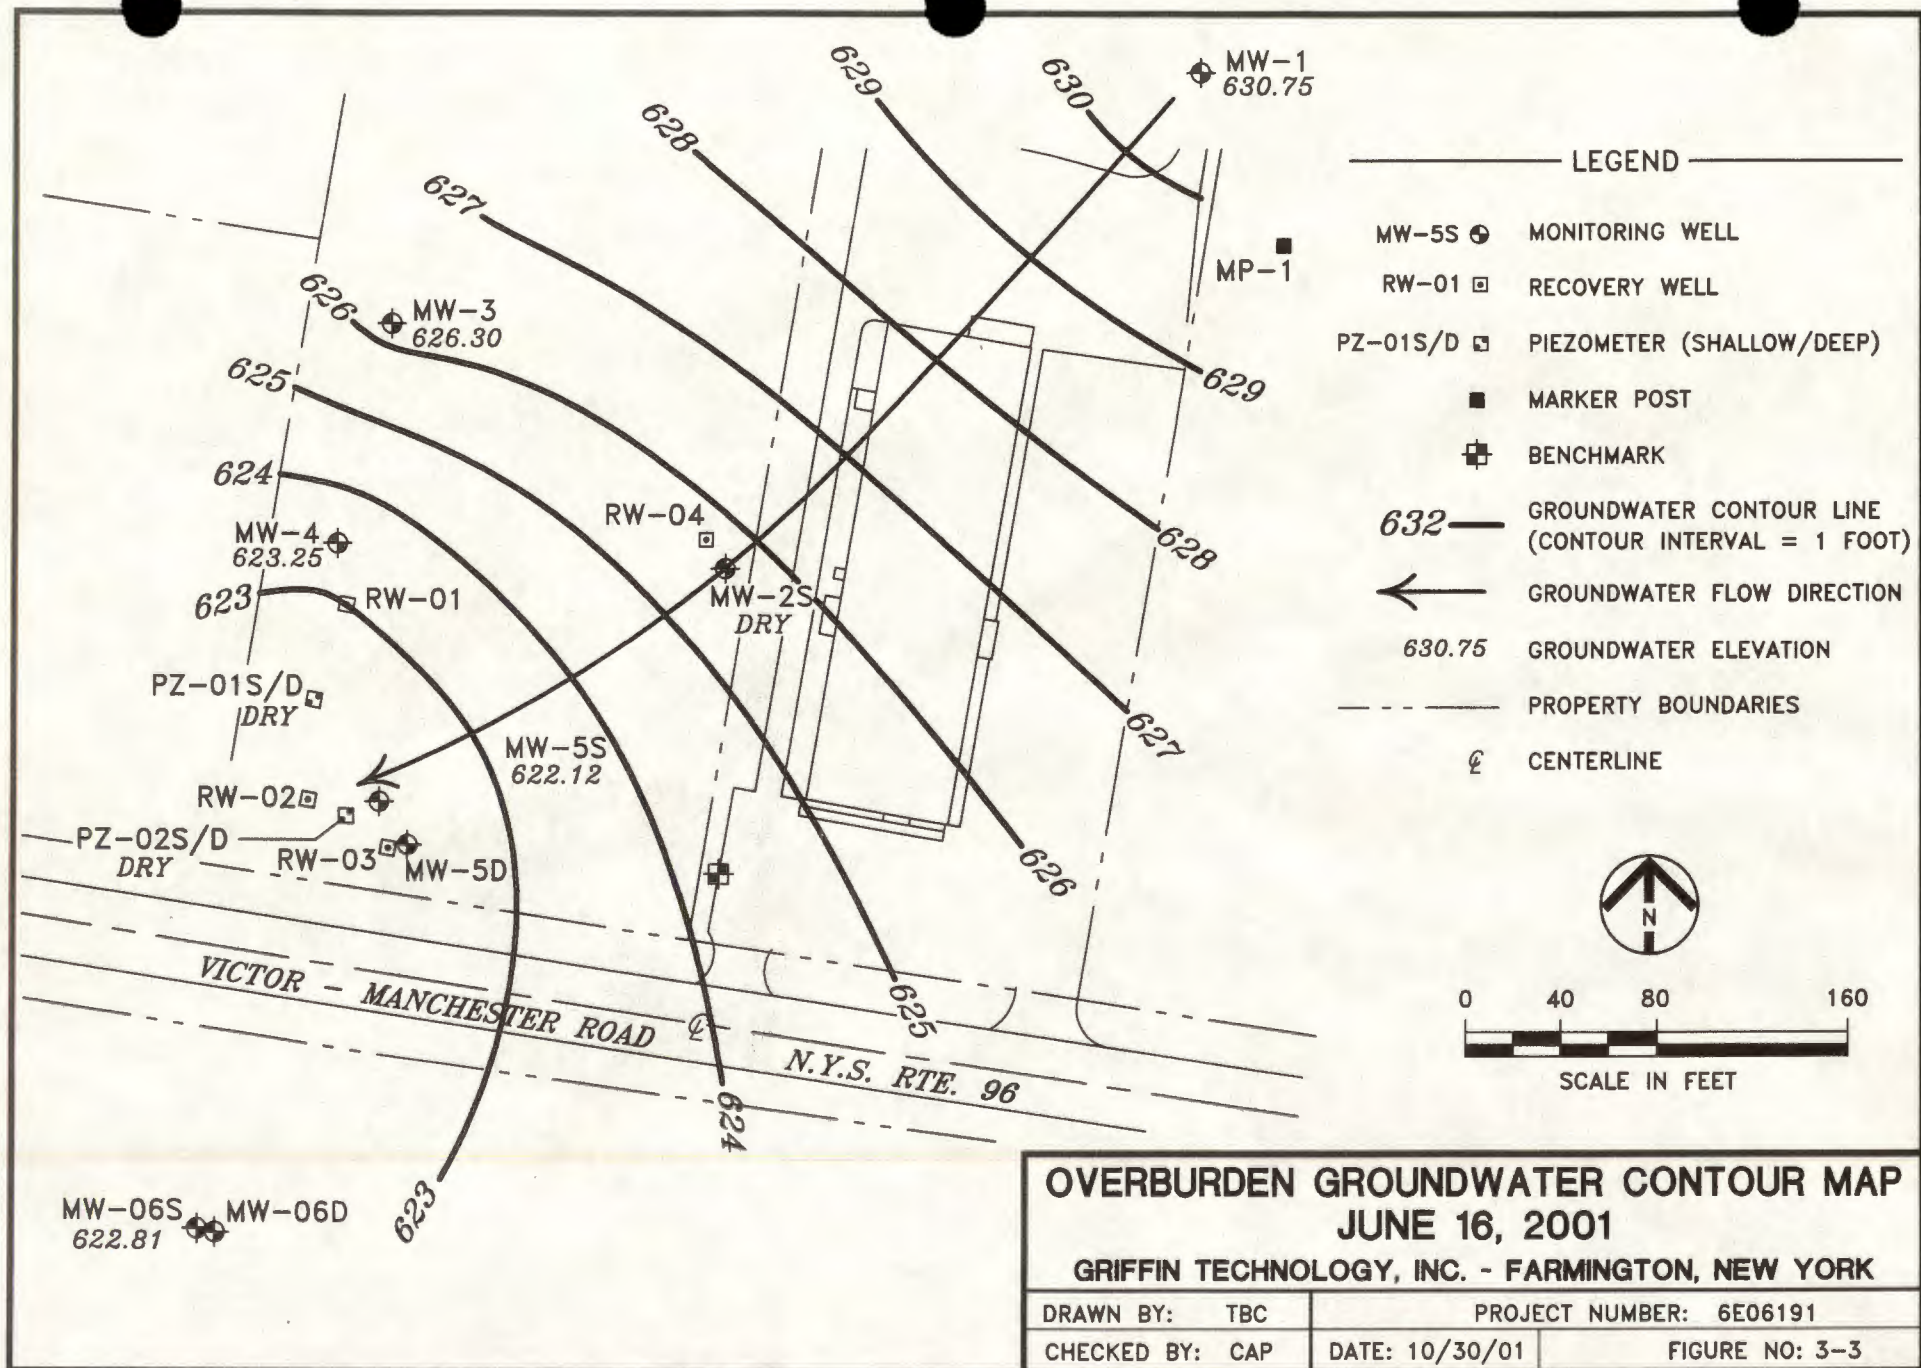 MW-1
630.75
629
630
628
627
626
MW-3
626.30
625
624
MW-4
623.25
623
RW-01
RW-04
MW-2S
DRY
MP-1
629
628
627
626
625
624
623
PZ-01S/D
DRY
MW-5S
622.12
RW-02
PZ-02S/D
DRY
RW-03
MW-5D
VICTOR - MANCHESTER ROAD
℄
N.Y.S. RTE. 96
MW-06S
622.81
MW-06D
LEGEND
MW-5S MONITORING WELL
RW-01 RECOVERY WELL
PZ-01S/D PIEZOMETER (SHALLOW/DEEP)
MARKER POST
BENCHMARK
632 GROUNDWATER CONTOUR LINE
(CONTOUR INTERVAL = 1 FOOT)
GROUNDWATER FLOW DIRECTION
630.75 GROUNDWATER ELEVATION
PROPERTY BOUNDARIES
℄ CENTERLINE
N
0 40 80 160
SCALE IN FEET
OVERBURDEN GROUNDWATER CONTOUR MAP
JUNE 16, 2001
GRIFFIN TECHNOLOGY, INC. - FARMINGTON, NEW YORK
DRAWN BY: TBC
PROJECT NUMBER: 6E06191
CHECKED BY: CAP
DATE: 10/30/01
FIGURE NO: 3-3